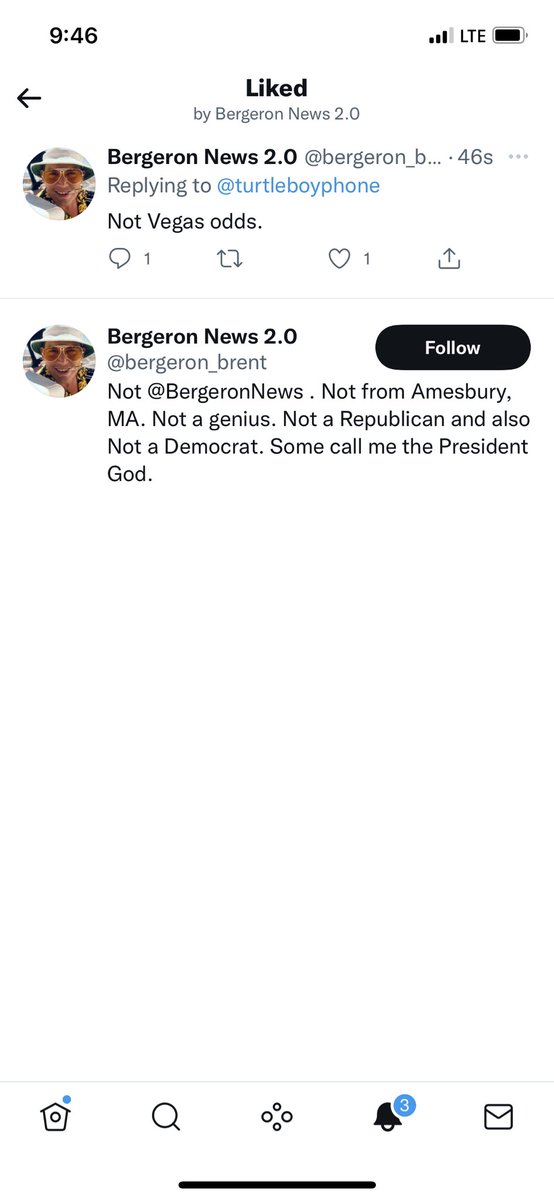 9:46
LTE
Liked
by Bergeron News 2.0
Bergeron News 2.0 @bergeron_b... · 46s
Replying to @turtleboyphone
Not Vegas odds.
1 1
Bergeron News 2.0
Follow
@bergeron_brent
Not @BergeronNews . Not from Amesbury,
MA. Not a genius. Not a Republican and also
Not a Democrat. Some call me the President
God.
3